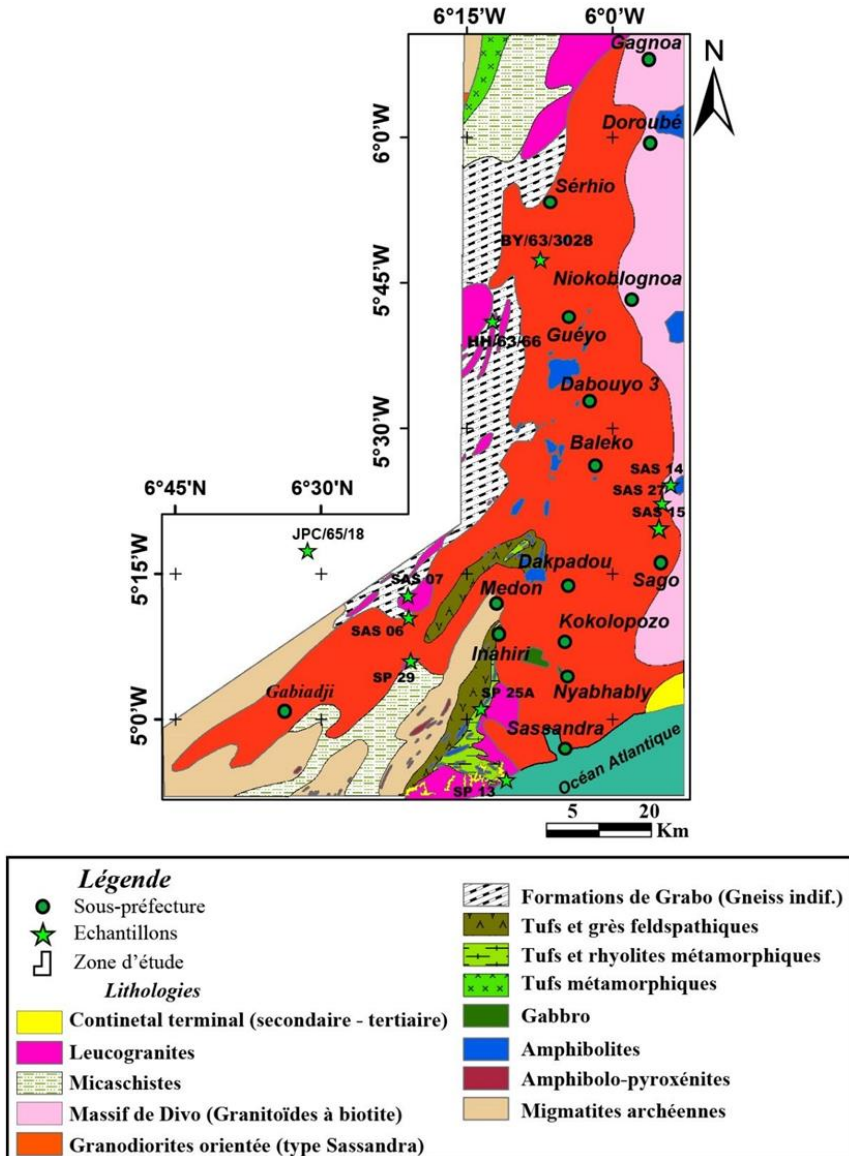 6°15’W 6°0’W
Gagnoa
N
Doroubé
6°0’W
Sérhio
BY/63/3028
5°45’W
Niokoblognoa
Guéyo
HH/63/66
Dabouyo 3
5°30’W
Baleko
SAS 14
6°45’N 6°30’N
SAS 27
SAS 15
JPC/65/18
5°15’W
SAS 07
Dakpadou
Sago
Medon
SAS 06
Kokolopozo
Inahiri
SP 29
Gabiadji
SP 25A
Nyabhably
5°0’W
Sassandra
Océan Atlantique
SP 13
5 20
Km
Légende
Sous-préfecture
Echantillons
Zone d’étude
Lithologies
Continetal terminal (secondaire - tertiaire)
Leucogranites
Micaschistes
Massif de Divo (Granitoïdes à biotite)
Granodiorites orientée (type Sassandra)
Formations de Grabo (Gneiss indif.)
Tufs et grès feldspathiques
Tufs et rhyolites métamorphiques
Tufs métamorphiques
Gabbro
Amphibolites
Amphibolo-pyroxénites
Migmatites archéennes